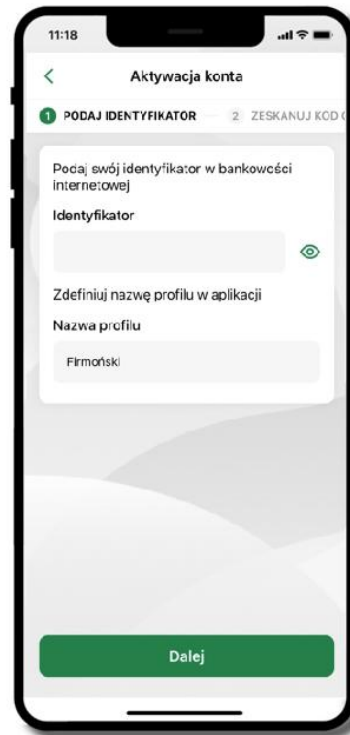 11:18
Aktywacja konta
1 PODAJ IDENTYFIKATOR 2 ZESKANUJ KOD
Podaj swój identyfikator w bankowości
internetowej
Identyfikator
Zdefiniuj nazwę profilu w aplikacji
Nazwa profilu
Firmoński
Dalej